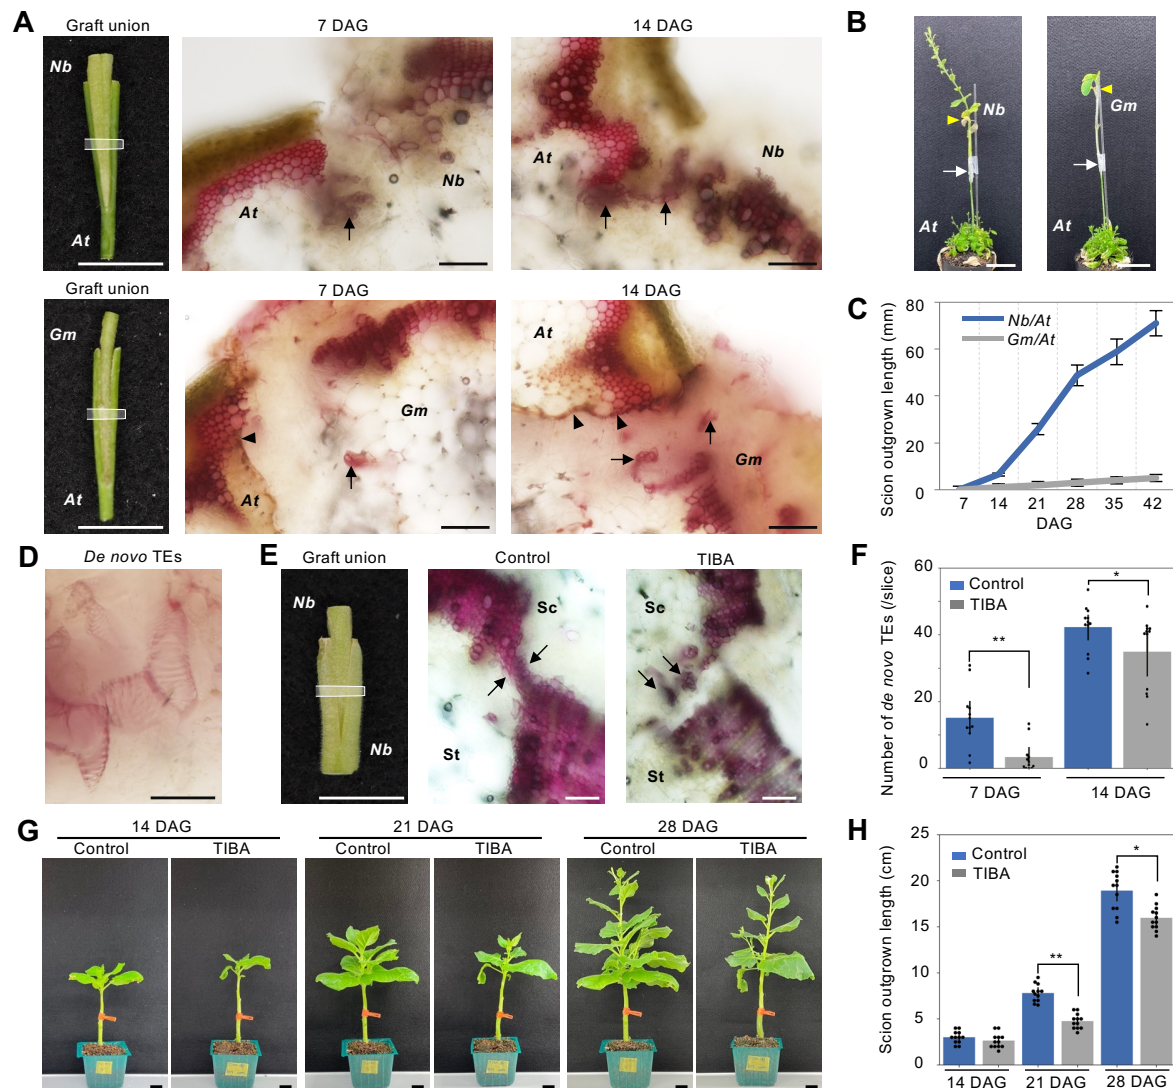 A
Graft union
7 DAG
14 DAG
Nb
At
At
Nb
At
Nb
Graft union
7 DAG
14 DAG
Gm
At
At
Gm
At
Gm
B
Nb
At
Gm
At
C
Scion outgrown length (mm)
80
60
40
20
0
Nb/At
Gm/At
7 14 21 28 35 42
DAG
D
De novo TEs
E
Graft union
Control
TIBA
Nb
Nb
Sc
St
Sc
St
F
Number of de novo TEs (/slice)
60
40
20
0
Control
TIBA
**
*
7 DAG
14 DAG
G
14 DAG
21 DAG
28 DAG
Control
TIBA
Control
TIBA
Control
TIBA
H
Scion outgrown length (cm)
25
20
15
10
5
0
Control
TIBA
**
*
14 DAG
21 DAG
28 DAG